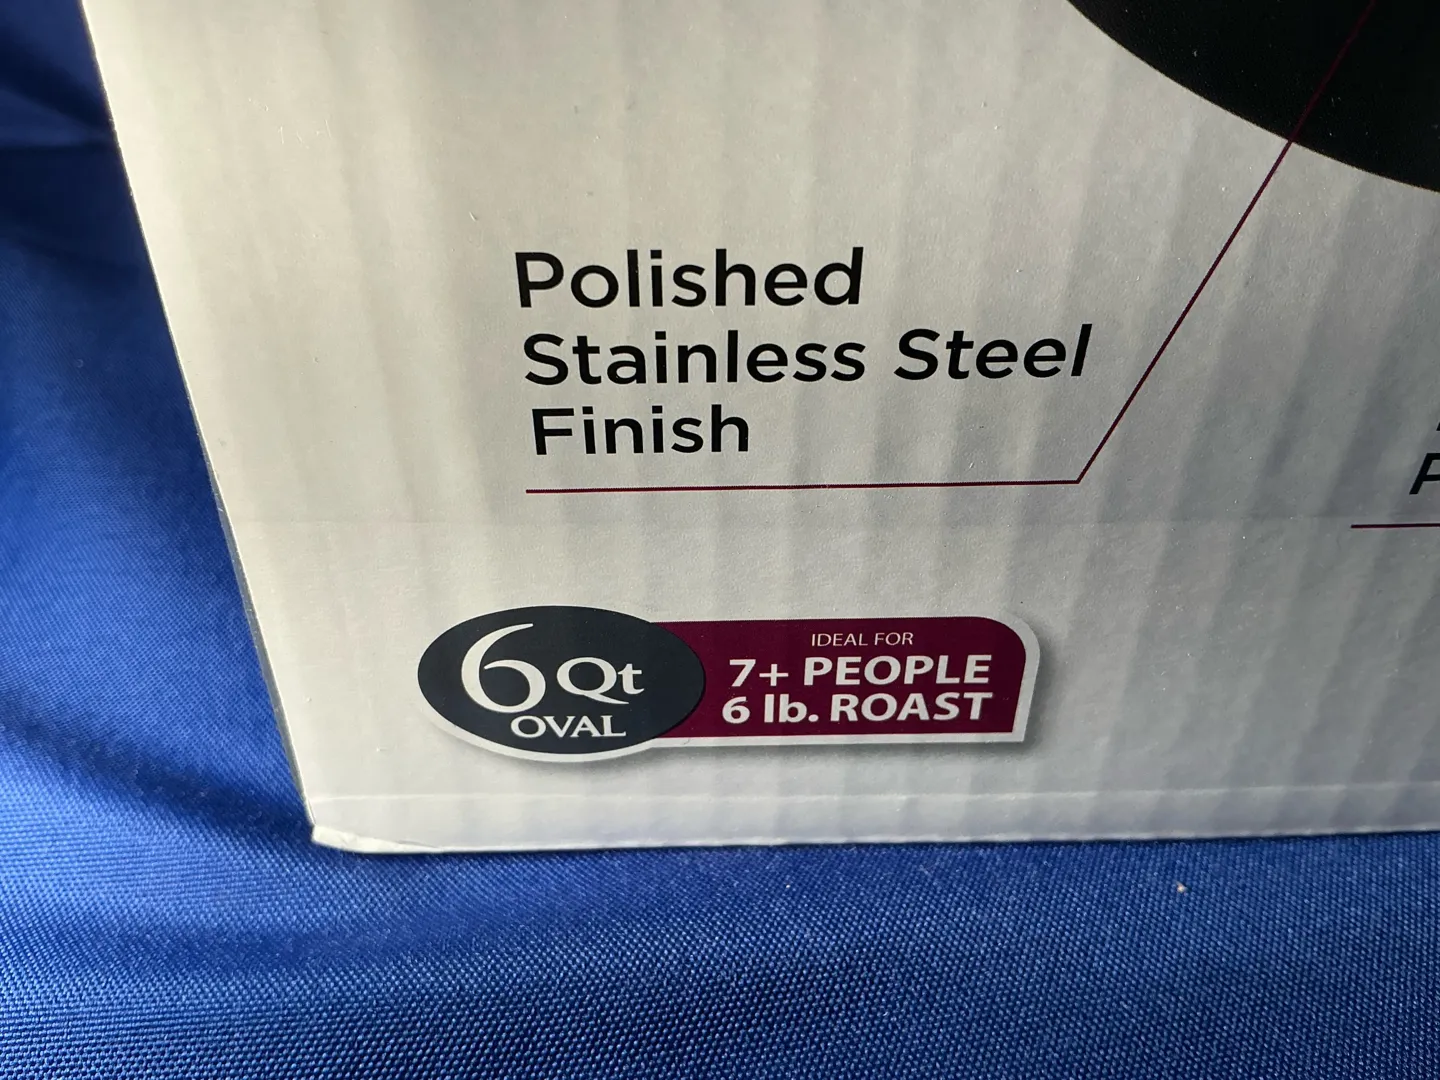 Polished
Stainless Steel
Finish
6 Qt
OVAL
IDEAL FOR
7+ PEOPLE
6 lb. ROAST